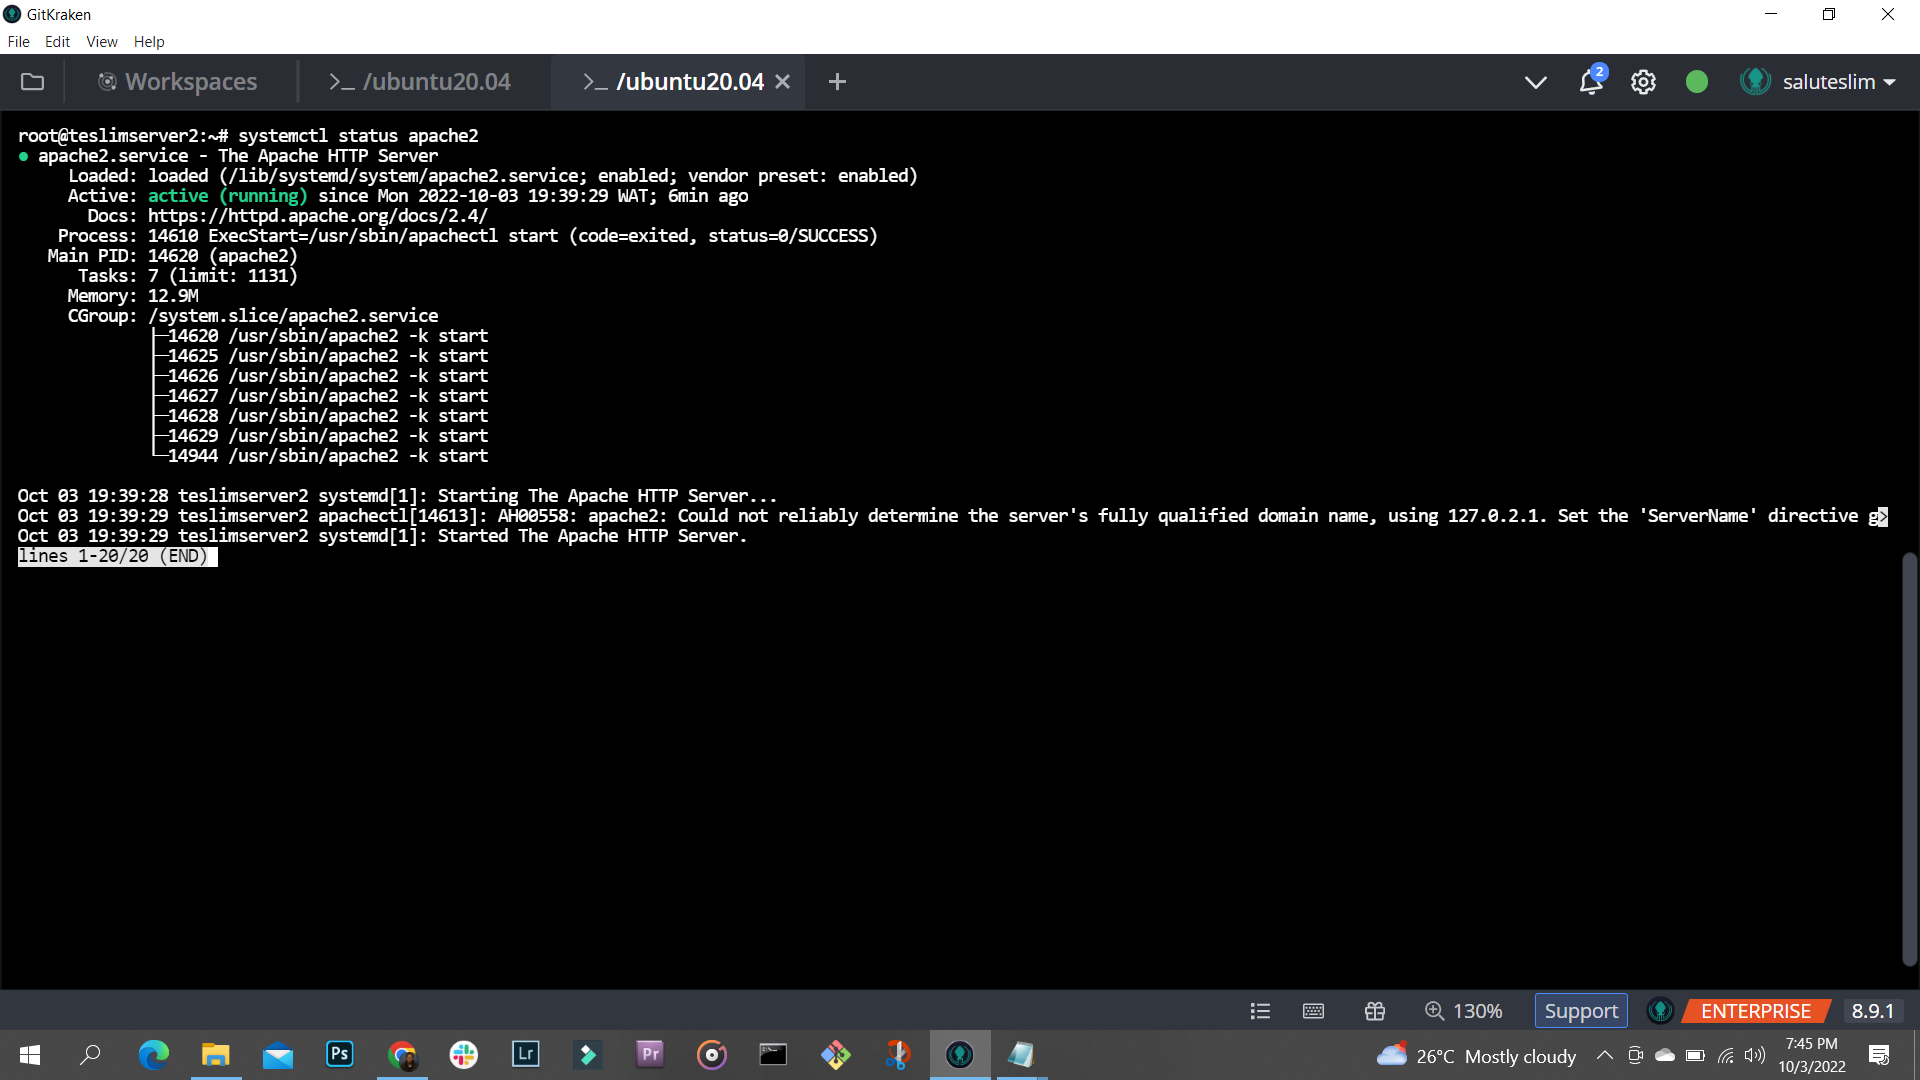 GitKraken
File Edit View Help
Workspaces >_ /ubuntu20.04 >_ /ubuntu20.04 2 saluteslim
root@teslimserver2:~# systemctl status apache2
● apache2.service - The Apache HTTP Server
Loaded: loaded (/lib/systemd/system/apache2.service; enabled; vendor preset: enabled)
Active: active (running) since Mon 2022-10-03 19:39:29 WAT; 6min ago
Docs: https://httpd.apache.org/docs/2.4/
Process: 14610 ExecStart=/usr/sbin/apachectl start (code=exited, status=0/SUCCESS)
Main PID: 14620 (apache2)
Tasks: 7 (limit: 1131)
Memory: 12.9M
CGroup: /system.slice/apache2.service
├─14620 /usr/sbin/apache2 -k start
├─14625 /usr/sbin/apache2 -k start
├─14626 /usr/sbin/apache2 -k start
├─14627 /usr/sbin/apache2 -k start
├─14628 /usr/sbin/apache2 -k start
├─14629 /usr/sbin/apache2 -k start
└─14944 /usr/sbin/apache2 -k start
Oct 03 19:39:28 teslimserver2 systemd[1]: Starting The Apache HTTP Server...
Oct 03 19:39:29 teslimserver2 apachectl[14613]: AH00558: apache2: Could not reliably determine the server's fully qualified domain name, using 127.0.2.1. Set the 'ServerName' directive g>
Oct 03 19:39:29 teslimserver2 systemd[1]: Started The Apache HTTP Server.
lines 1-20/20 (END)
130% Support ENTERPRISE 8.9.1
Ps Lr Pr 26°C Mostly cloudy 7:45 PM
10/3/2022